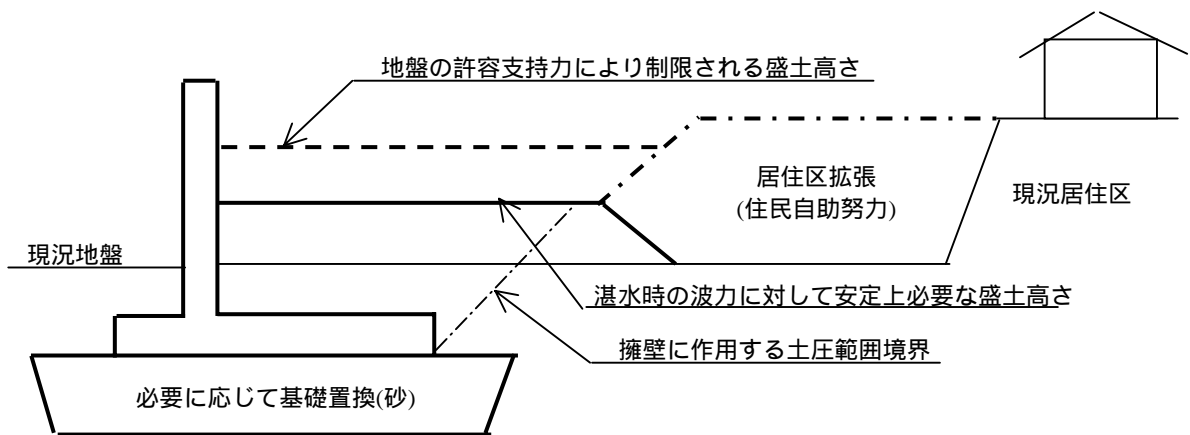 地盤の許容支持力により制限される盛土高さ
居住区拡張
(住民自助努力)
現況居住区
現況地盤
湛水時の波力に対して安定上必要な盛土高さ
擁壁に作用する土圧範囲境界
必要に応じて基礎置換(砂)